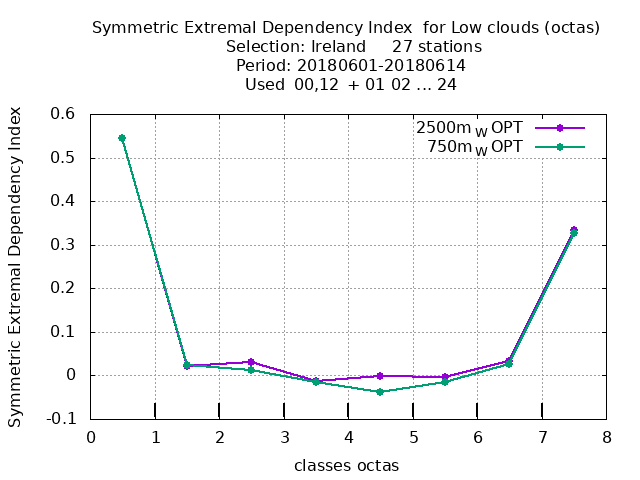 Symmetric Extremal Dependency Index  for Low clouds (octas)
Selection: Ireland     27 stations
Period: 20180601-20180614
Used  00,12  + 01 02 ... 24
Symmetric Extremal Dependency Index
0.6
0.5
0.4
0.3
0.2
0.1
0
-0.1
2500m W OPT
750m W OPT
0 1 2 3 4 5 6 7 8
classes octas